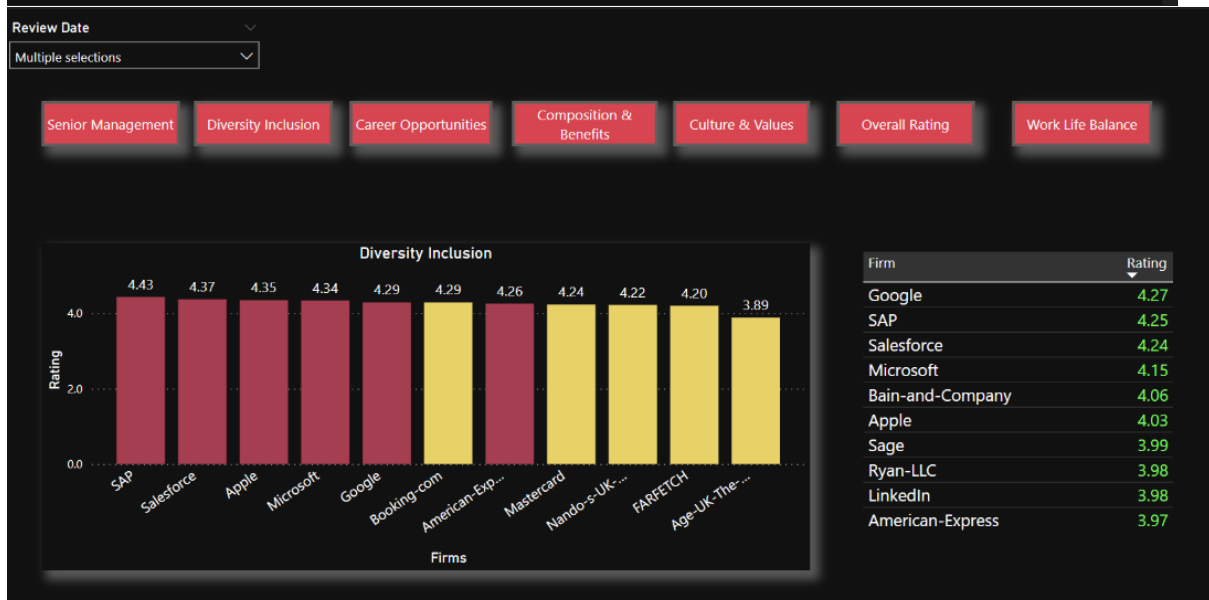 Review Date
Multiple selections
Senior Management
Diversity Inclusion
Career Opportunities
Composition &
Benefits
Culture & Values
Overall Rating
Work Life Balance
Diversity Inclusion
4.43 4.37 4.35 4.34 4.29 4.29 4.26 4.24 4.22 4.20 3.89
4.0
2.0
0.0
Rating
SAP Salesforce Apple Microsoft Google Booking-com American-Exp... Mastercard Nando-s-UK-... FARFETCH Age-UK-The-...
Firms
Firm Rating
Google 4.27
SAP 4.25
Salesforce 4.24
Microsoft 4.15
Bain-and-Company 4.06
Apple 4.03
Sage 3.99
Ryan-LLC 3.98
LinkedIn 3.98
American-Express 3.97